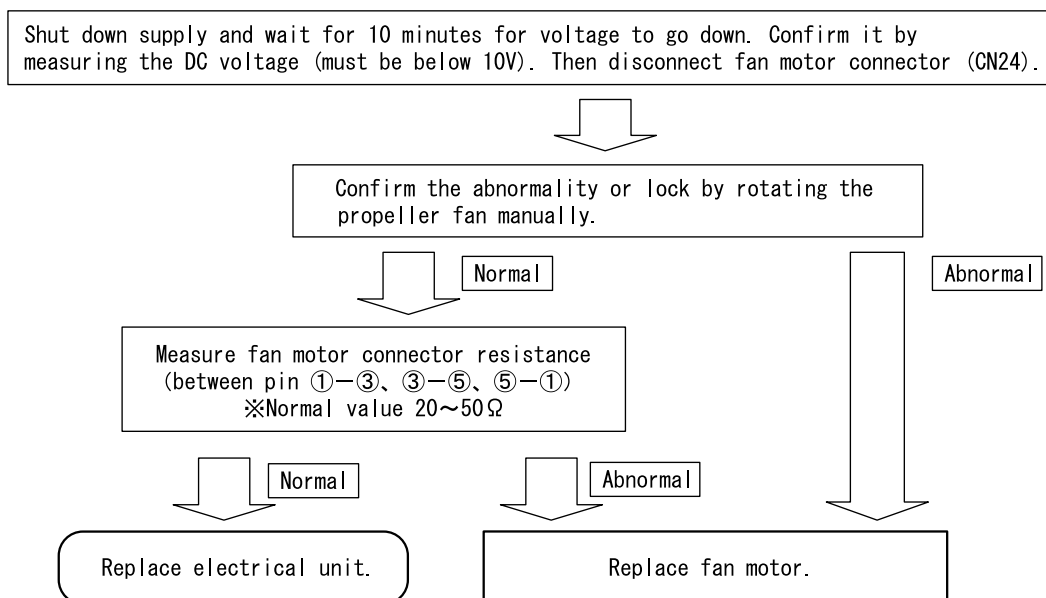 Shut down supply and wait for 10 minutes for voltage to go down. Confirm it by
measuring the DC voltage (must be below 10V). Then disconnect fan motor connector (CN24).
Confirm the abnormality or lock by rotating the
propeller fan manually.
Normal
Abnormal
Measure fan motor connector resistance
(between pin ①－③、③－⑤、⑤－①)
※Normal value 20～50Ω
Normal
Abnormal
Replace electrical unit.
Replace fan motor.